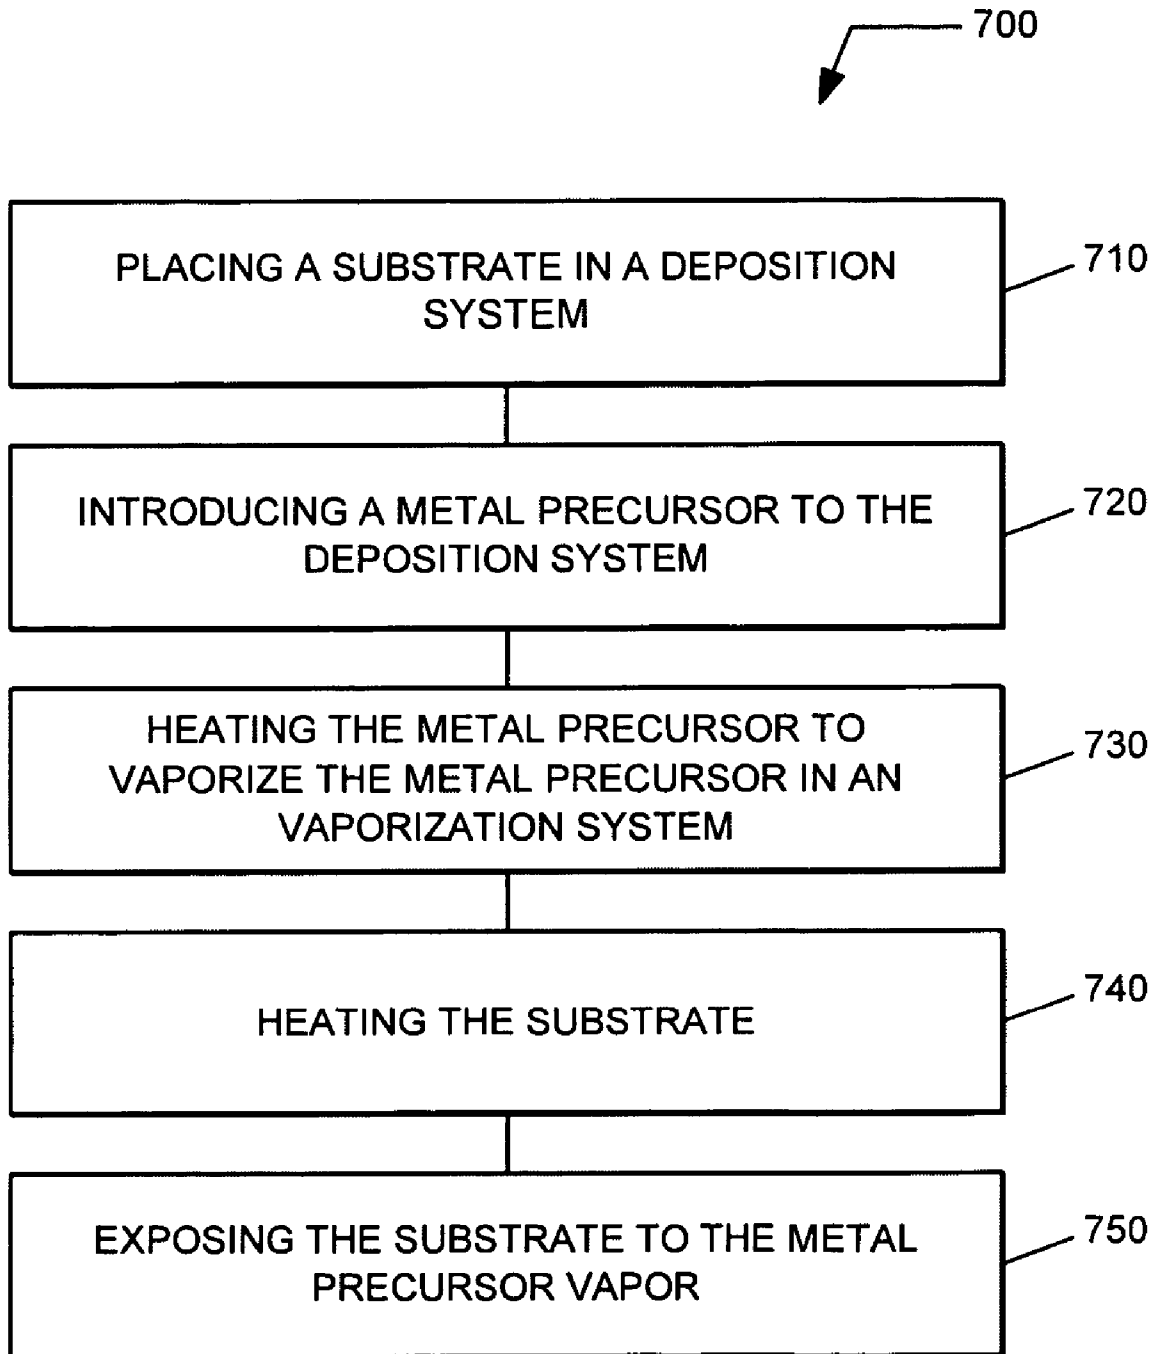 700
PLACING A SUBSTRATE IN A DEPOSITION
SYSTEM
710
INTRODUCING A METAL PRECURSOR TO THE
DEPOSITION SYSTEM
720
HEATING THE METAL PRECURSOR TO
VAPORIZE THE METAL PRECURSOR IN AN
VAPORIZATION SYSTEM
730
HEATING THE SUBSTRATE
740
EXPOSING THE SUBSTRATE TO THE METAL
PRECURSOR VAPOR
750